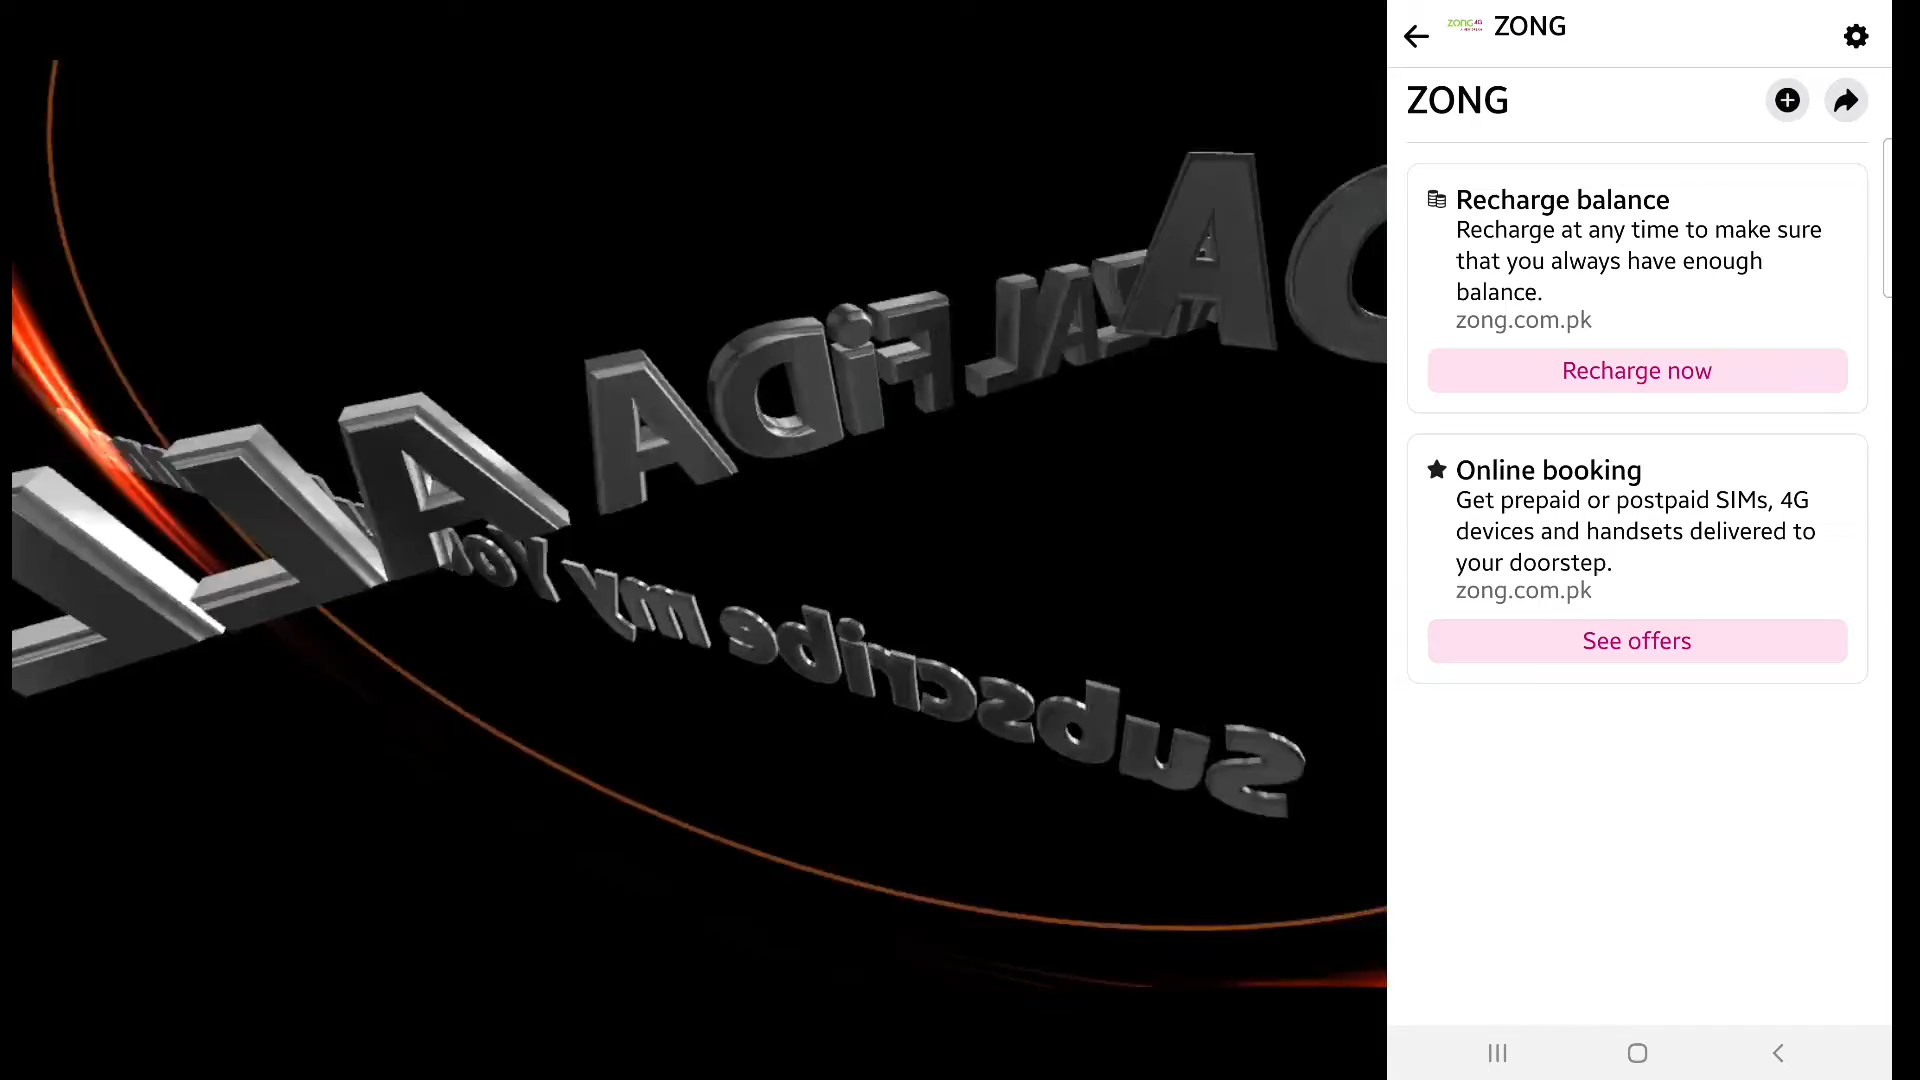 ZONG
ZONG
Recharge balance
Recharge at any time to make sure
that you always have enough
balance.
zong.com.pk
Recharge now
Online booking
Get prepaid or postpaid SIMs, 4G
devices and handsets delivered to
your doorstep.
zong.com.pk
See offers
FiDA
Subscribe my